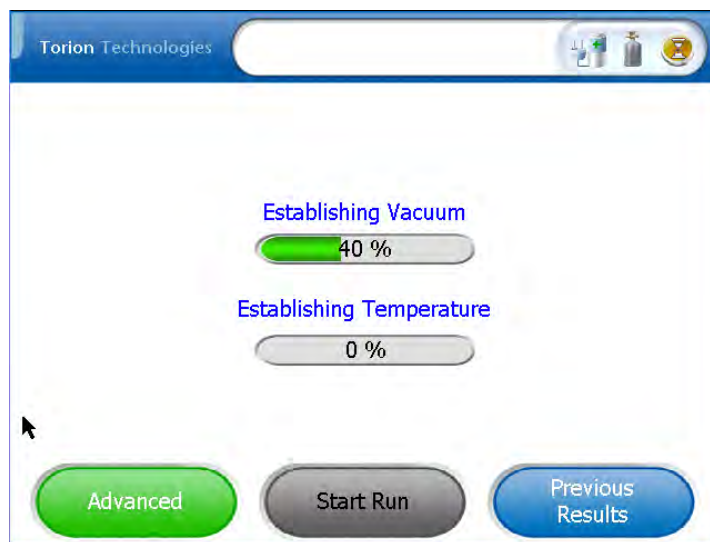 Torion Technologies
Establishing Vacuum
40 %
Establishing Temperature
0 %
Advanced
Start Run
Previous
Results